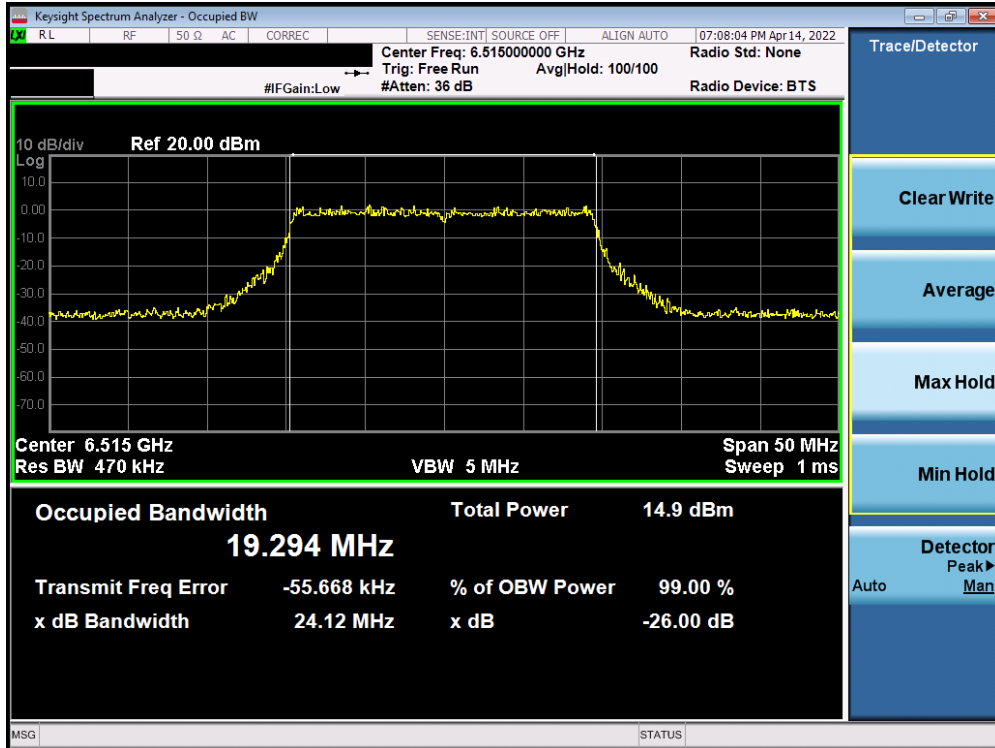 Keysight Spectrum Analyzer - Occupied BW
LXI RL RF 50 Ω AC CORREC SENSE:INT SOURCE OFF ALIGN AUTO 07:08:04 PM Apr 14, 2022
Center Freq: 6.515000000 GHz Radio Std: None
Trig: Free Run Avg|Hold: 100/100
#IFGain:Low #Atten: 36 dB Radio Device: BTS
10 dB/div Ref 20.00 dBm
Log
10.0
0.00
-10.0
-20.0
-30.0
-40.0
-50.0
-60.0
-70.0
Center 6.515 GHz Span 50 MHz
Res BW 470 kHz VBW 5 MHz Sweep 1 ms
Occupied Bandwidth Total Power 14.9 dBm
19.294 MHz
Transmit Freq Error -55.668 kHz % of OBW Power 99.00 %
x dB Bandwidth 24.12 MHz x dB -26.00 dB
MSG STATUS
Trace/Detector
Clear Write
Average
Max Hold
Min Hold
Detector
Peak▶
Auto Man